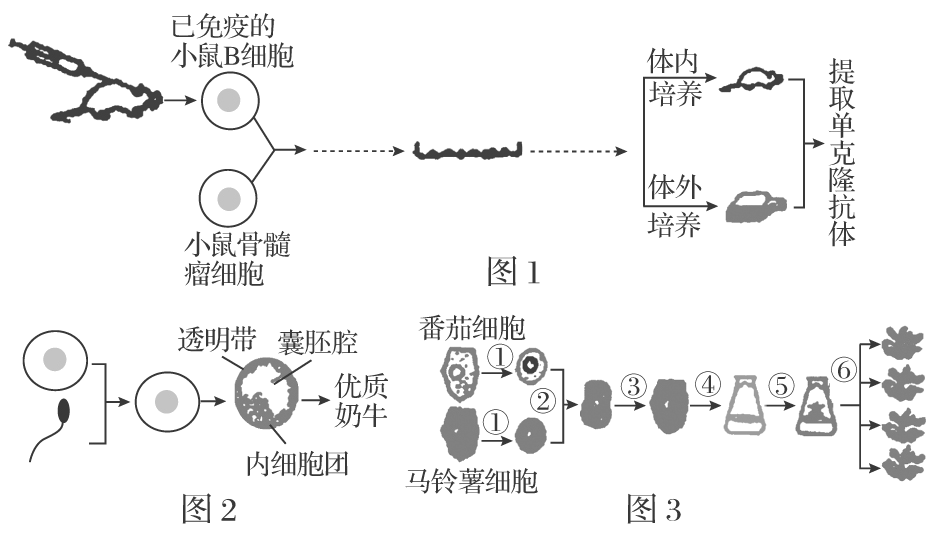 已免疫的
小鼠B细胞
小鼠骨髓
瘤细胞
体内
培养
体外
培养
提取单克隆抗体
图1
透明带
囊胚腔
优质
奶牛
内细胞团
图2
番茄细胞
①
②
③
④
⑤
⑥
①
马铃薯细胞
图3